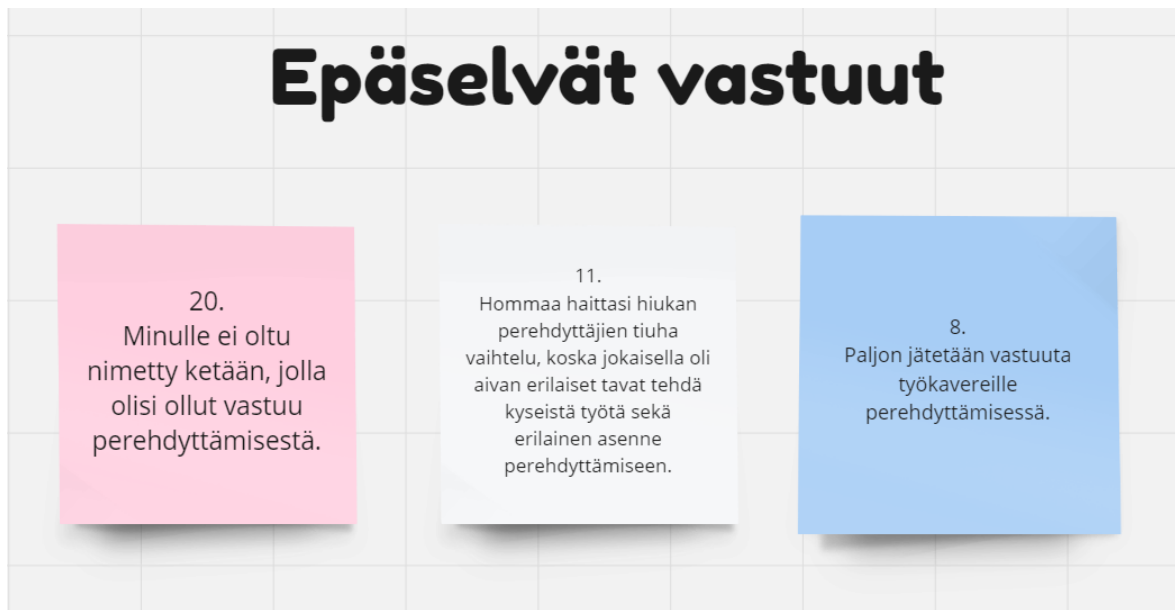 Epäselvät vastuut
20.
Minulle ei oltu
nimetty ketään, jolla
olisi ollut vastuu
perehdyttämisestä.
11.
Hommaa haittasi hiukan
perehdyttäjien tiuha
vaihtelu, koska jokaisella oli
aivan erilaiset tavat tehdä
kyseistä työtä sekä
erilainen asenne
perehdyttämiseen.
8.
Paljon jätetään vastuuta
työkavereille
perehdyttämisessä.